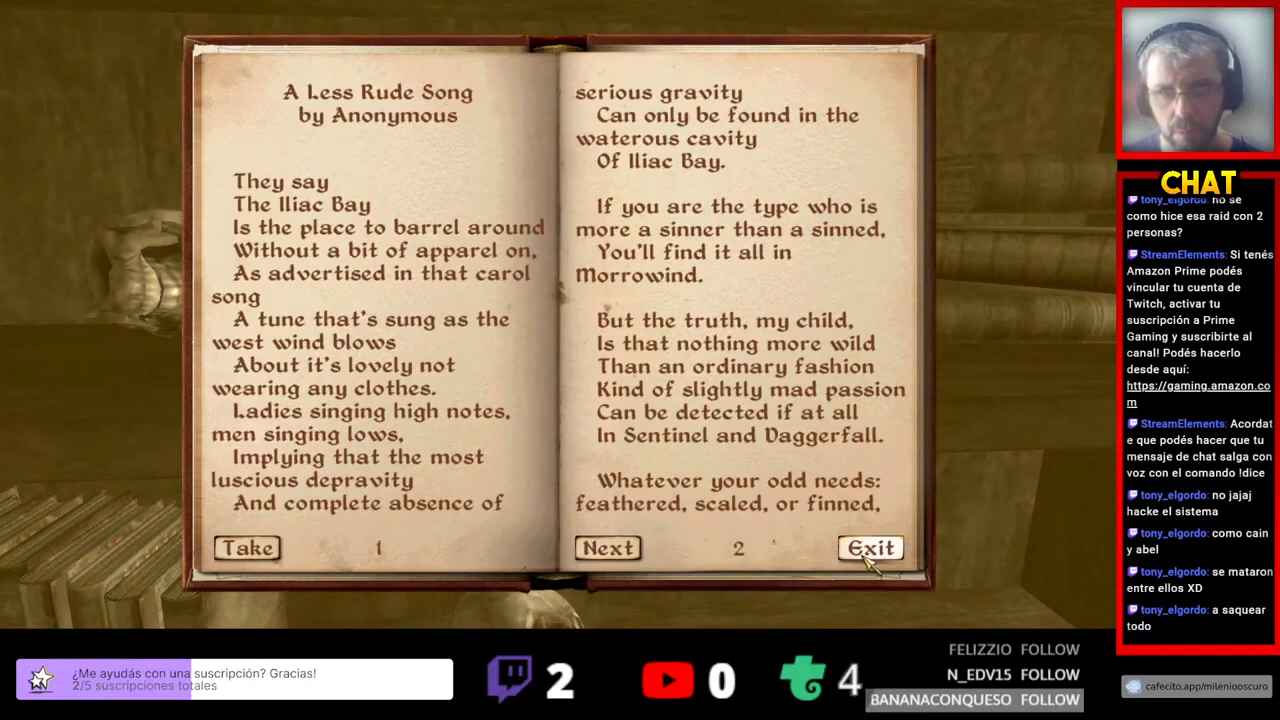 A Less Rude Song
by Anonymous
They say
The Iliac Bay
Is the place to barrel around
Without a bit of apparel on,
As advertised in that carol
song
A tune that's sung as the
west wind blows
About it's lovely not
wearing any clothes.
Ladies singing high notes,
men singing lows,
Implying that the most
luscious depravity
And complete absence of
Take
1
serious gravity
Can only be found in the
waterous cavity
Of Iliac Bay.
If you are the type who is
more a sinner than a sinned,
You'll find it all in
Morrowind.
But the truth, my child,
Is that nothing more wild
Than an ordinary fashion
Kind of slightly mad passion
Can be detected if at all
In Sentinel and Daggerfall.
Whatever your odd needs:
feathered, scaled, or finned,
Next
2
Exit
CHAT
tony_elgordo: no se
como hice esa raid con 2
personas?
StreamElements: Si tenés
Amazon Prime podés
vincular tu cuenta de
Twitch, activar tu
suscripción a Prime
Gaming y suscribirte al
canal! Podés hacerlo
desde aquí:
https://gaming.amazon.co
m
StreamElements: Acordat
e que podés hacer que tu
mensaje de chat salga con
voz con el comando !dice
tony_elgordo: no jajaj
hacke el sistema
tony_elgordo: como cain
y abel
tony_elgordo: se mataron
entre ellos XD
tony_elgordo: a saquear
todo
¿Me ayudás con una suscripción? Gracias!
2/5 suscripciones totales
2
0
4
FELIZZIO FOLLOW
N_EDV15 FOLLOW
BANANACONQUESO FOLLOW
cafecito.app/mileniooscuro